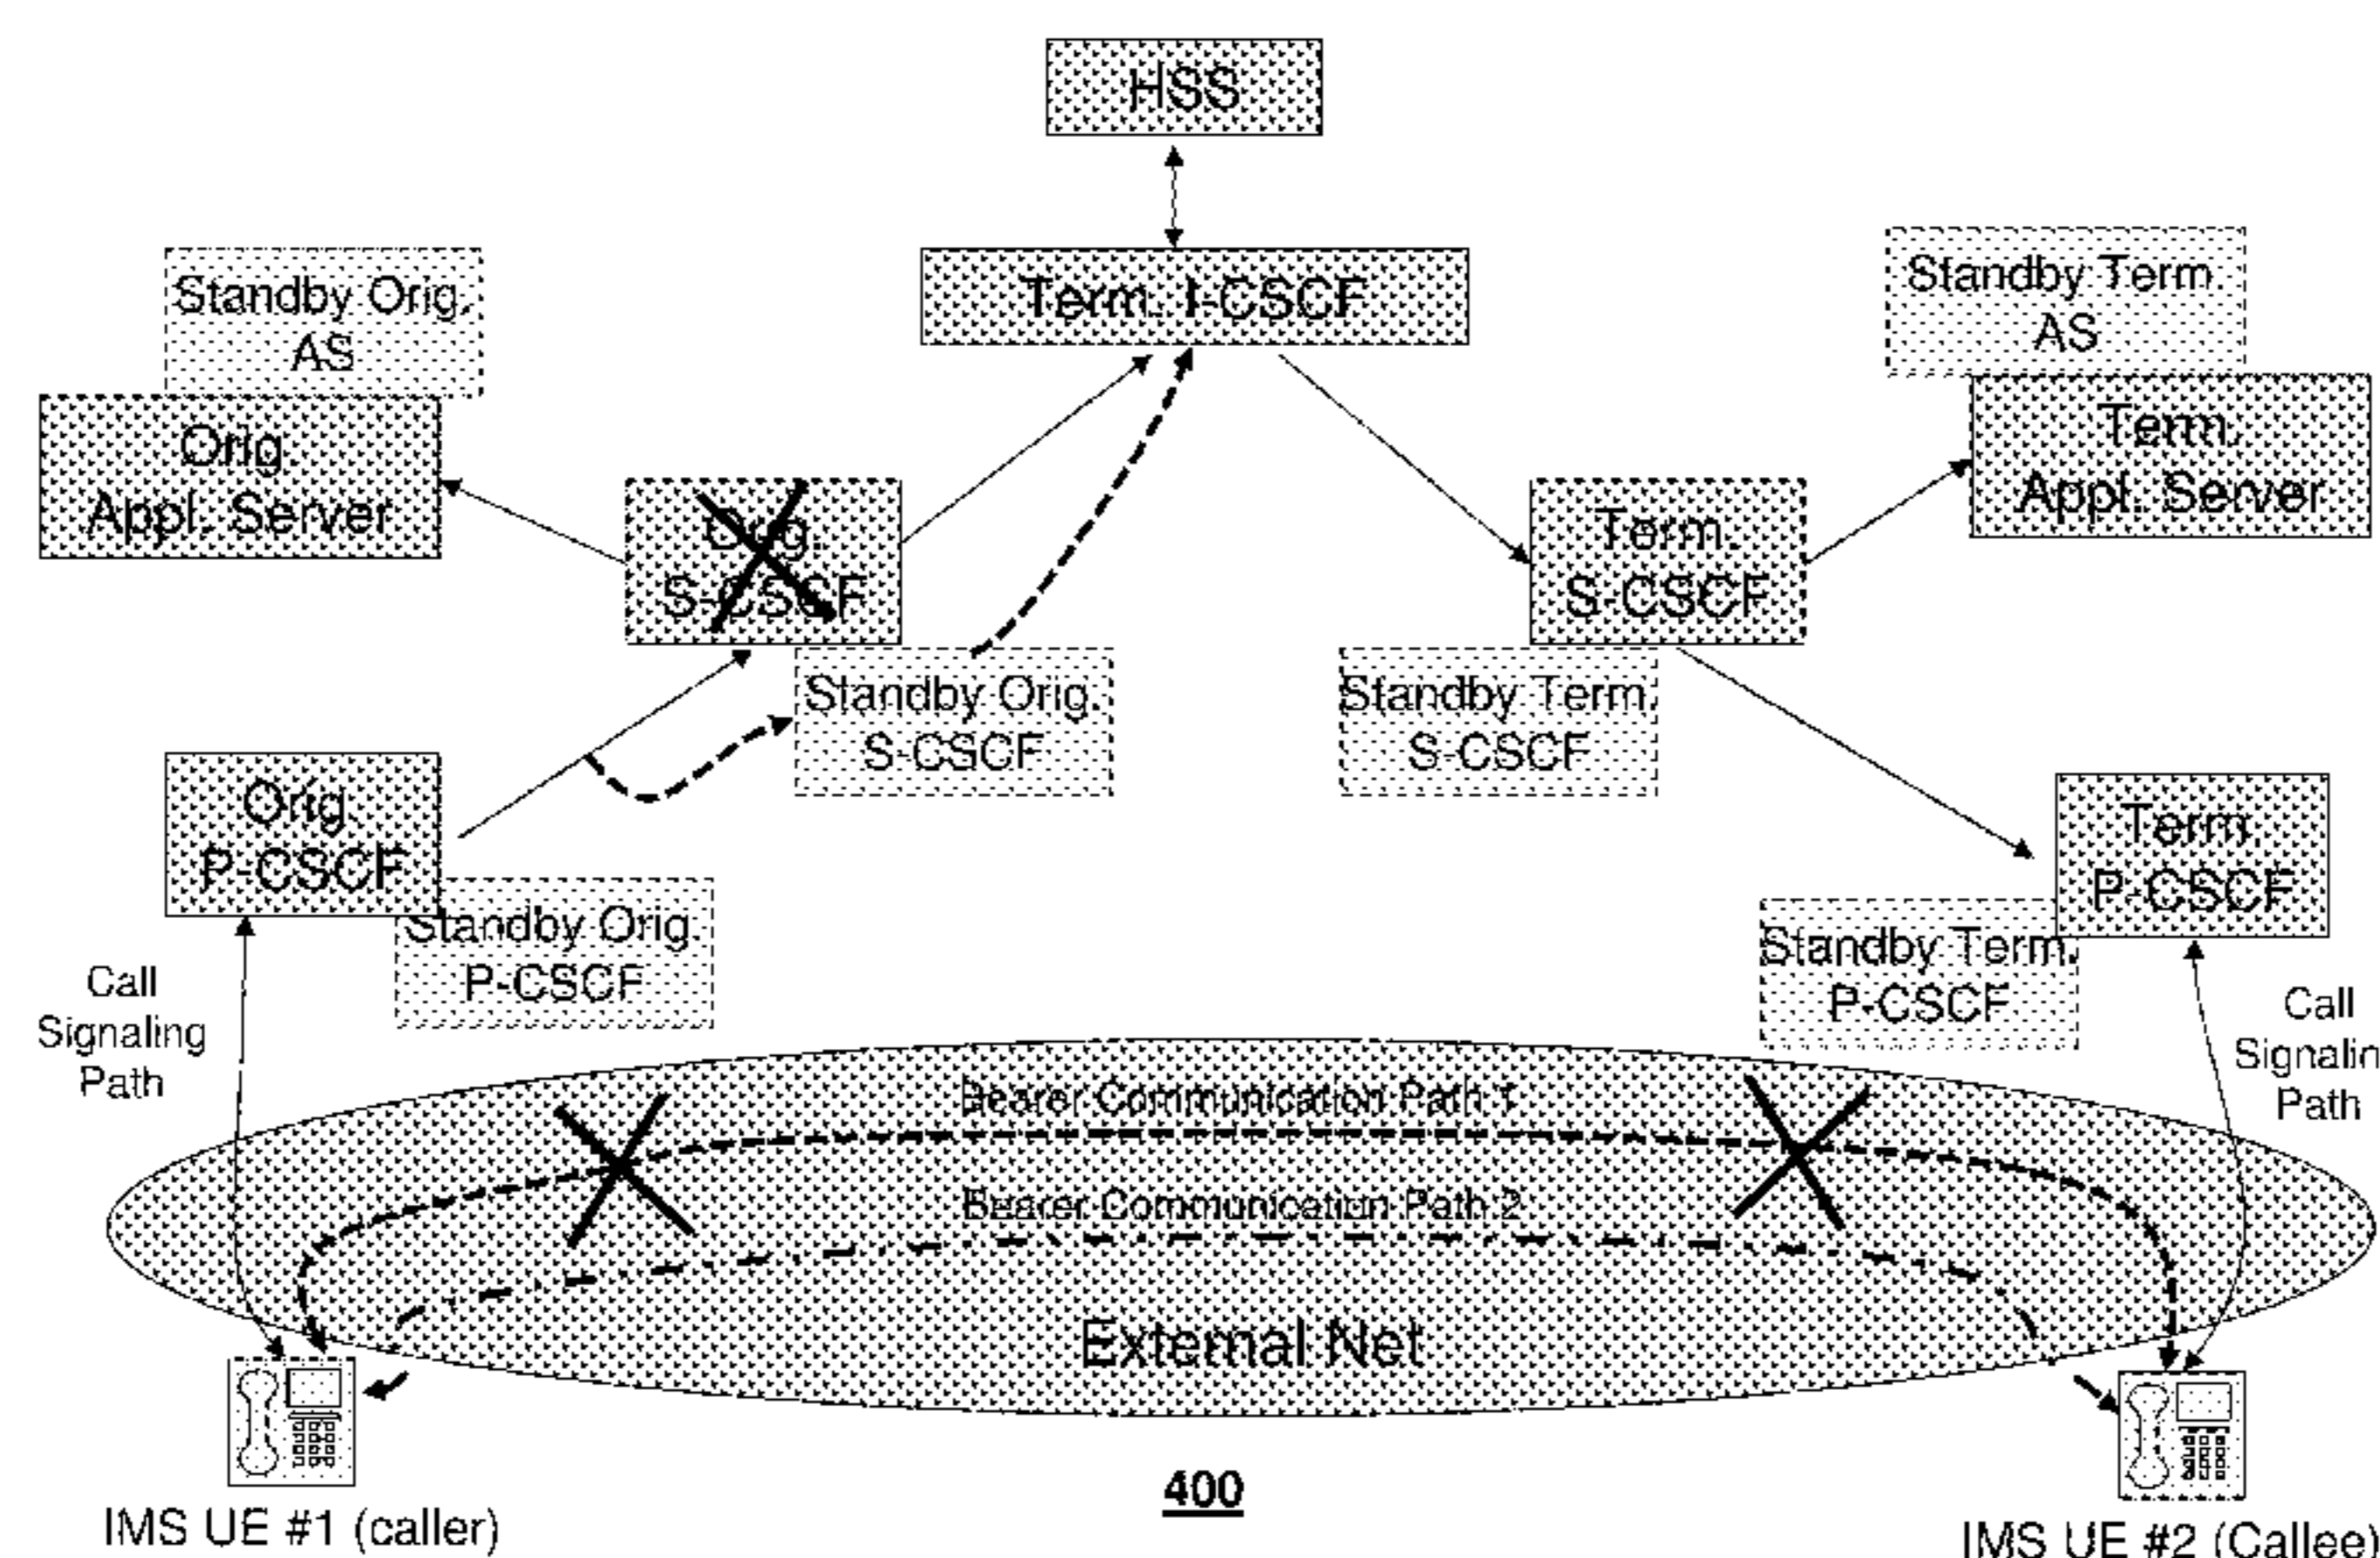 HSS
Standby Orig.
AS
Term. I-CSCF
Standby Term.
AS
Orig.
Appl. Server
Term.
Appl. Server
Orig.
S-CSCF
Term.
S-CSCF
Standby Orig.
S-CSCF
Standby Term.
S-CSCF
Orig.
P-CSCF
Term.
P-CSCF
Standby Orig.
P-CSCF
Standby Term.
P-CSCF
Call
Signaling
Path
Call
Signalin
Path
Bearer Communication Path 1
Bearer Communication Path 2
External Net
400
IMS UE #1 (caller)
IMS UE #2 (Callee)